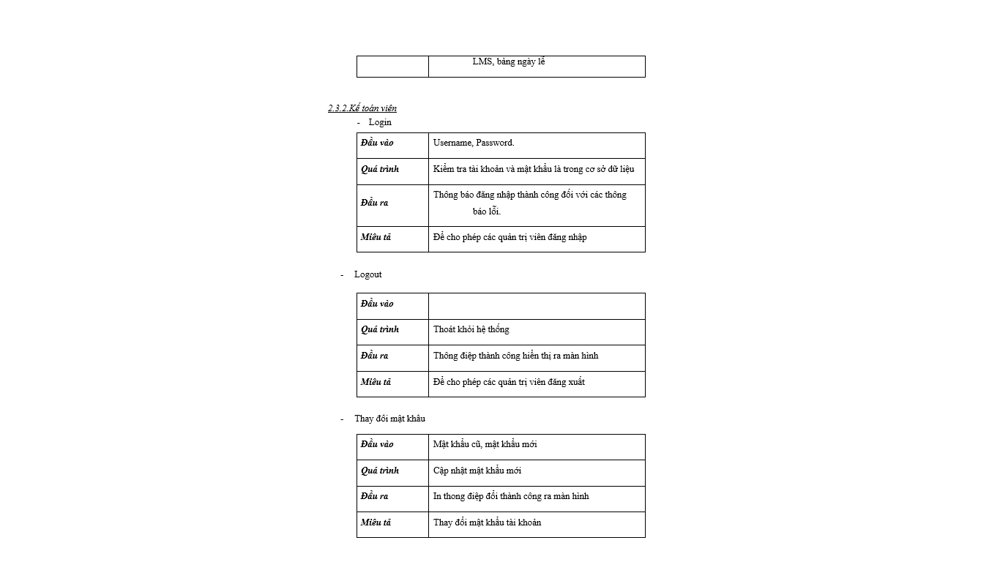 LMS, bảng ngày lễ
2.3.2.Kế toán viên
- Login
Đầu vào Username, Password.
Quá trình Kiểm tra tài khoản và mật khẩu là trong cơ sở dữ liệu
Đầu ra Thông báo đăng nhập thành công đối với các thông
báo lỗi.
Miêu tả Để cho phép các quản trị viên đăng nhập
- Logout
Đầu vào
Quá trình Thoát khỏi hệ thống
Đầu ra Thông điệp thành công hiển thị ra màn hình
Miêu tả Để cho phép các quản trị viên đăng xuất
- Thay đổi mật khẩu
Đầu vào Mật khẩu cũ, mật khẩu mới
Quá trình Cập nhật mật khẩu mới
Đầu ra In thong điệp đổi thành công ra màn hình
Miêu tả Thay đổi mật khẩu tài khoản